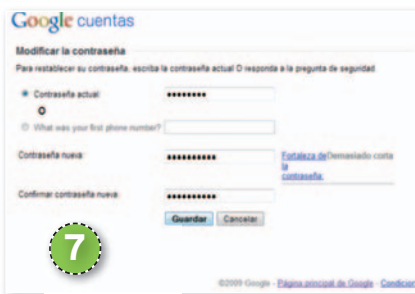 Google cuentas
Modificar la contraseña
Para restablecer su contraseña, escriba la contraseña actual O responda a la pregunta de seguridad
Contraseña actual: ••••••••
O
What was your first phone number?
Contraseña nueva: •••••••••• Fortaleza de la contraseña: Demasiado corta
Confirmar contraseña nueva: ••••••••••
Guardar Cancelar
7
©2009 Google - Página principal de Google - Condicion